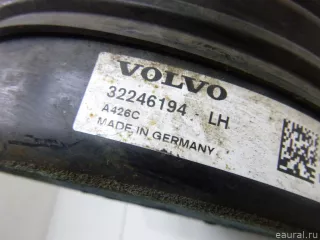 VOLVO
32246194 LH
A426C
MADE IN GERMANY
eaural.ru